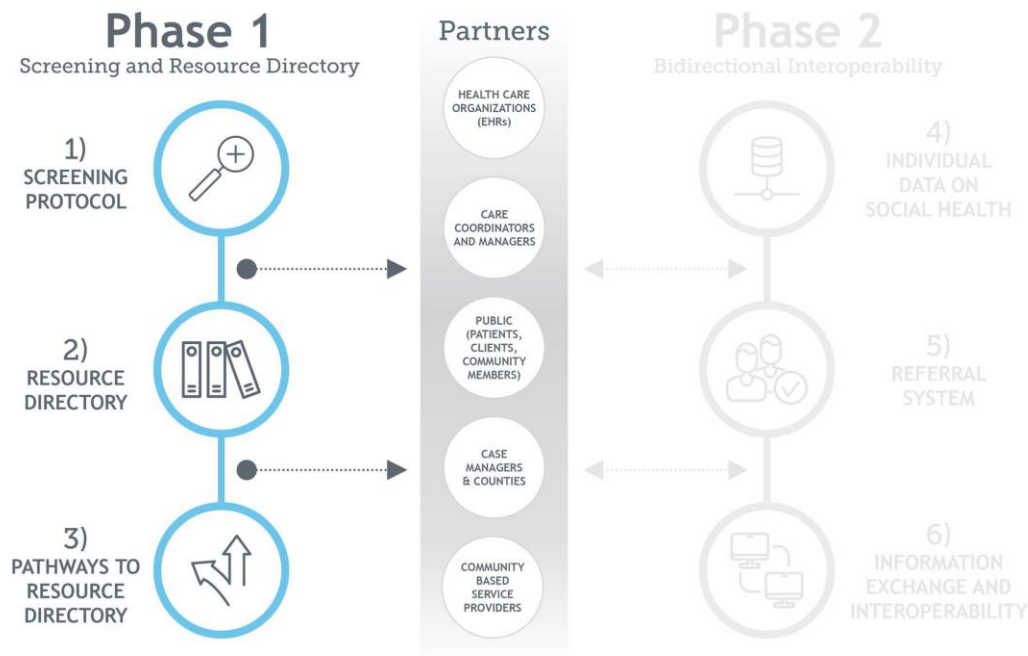 Phase 1
Screening and Resource Directory
1)
SCREENING
PROTOCOL
2)
RESOURCE
DIRECTORY
3)
PATHWAYS TO
RESOURCE
DIRECTORY
Partners
HEALTH CARE
ORGANIZATIONS
(EHRs)
CARE
COORDINATORS
AND MANAGERS
PUBLIC
(PATIENTS,
CLIENTS,
COMMUNITY
MEMBERS)
CASE
MANAGERS
& COUNTIES
COMMUNITY
BASED
SERVICE
PROVIDERS
Phase 2
Bidirectional Interoperability
4)
INDIVIDUAL
DATA ON
SOCIAL HEALTH
5)
REFERRAL
SYSTEM
6)
INFORMATION
EXCHANGE AND
INTEROPERABILITY